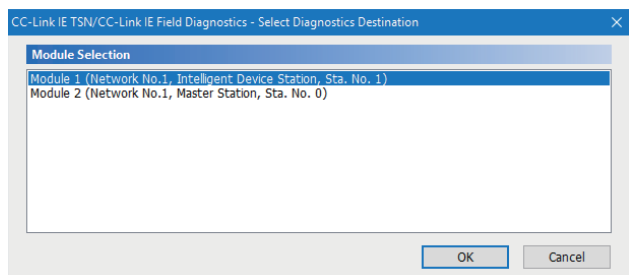 CC-Link IE TSN/CC-Link IE Field Diagnostics - Select Diagnostics Destination
Module Selection
Module 1 (Network No.1, Intelligent Device Station, Sta. No. 1)
Module 2 (Network No.1, Master Station, Sta. No. 0)
OK Cancel